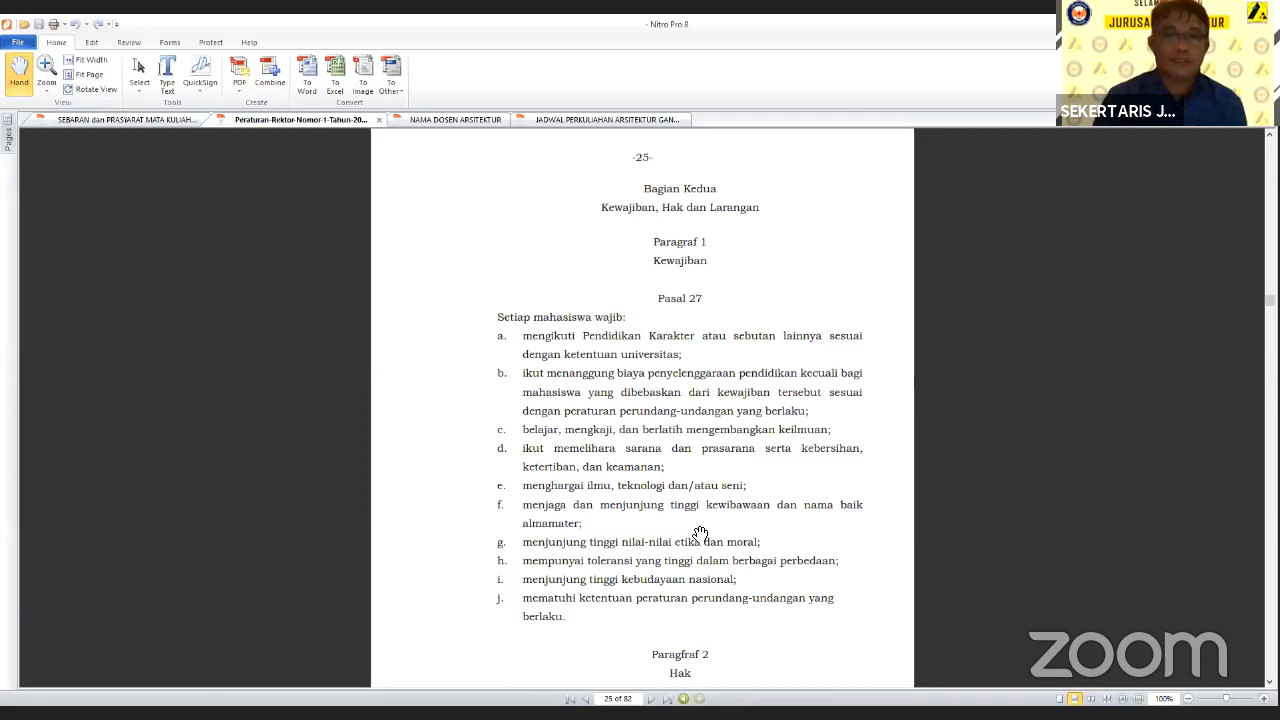 - Nitro Pro 8
SELAM
JURUSA
File Home Edit Review Forms Protect Help
Hand
Zoom
Fit Width
Fit Page
Rotate View
Select
Type Text
QuickSign
PDF
Combine
To Word
To Excel
To Image
To Other
View Tools Create Convert
SEKERTARIS J...
SEBARAN dan PRASYARAT MATA KULIAH... Peraturan-Rektor-Nomor-1-Tahun-20... NAMA DOSEN ARSITEKTUR JADWAL PERKULIAHAN ARSITEKTUR GAN...
Pages
-25-
Bagian Kedua
Kewajiban, Hak dan Larangan
Paragraf 1
Kewajiban
Pasal 27
Setiap mahasiswa wajib:
a. mengikuti Pendidikan Karakter atau sebutan lainnya sesuai
dengan ketentuan universitas;
b. ikut menanggung biaya penyelenggaraan pendidikan kecuali bagi
mahasiswa yang dibebaskan dari kewajiban tersebut sesuai
dengan peraturan perundang-undangan yang berlaku;
c. belajar, mengkaji, dan berlatih mengembangkan keilmuan;
d. ikut memelihara sarana dan prasarana serta kebersihan,
ketertiban, dan keamanan;
e. menghargai ilmu, teknologi dan/atau seni;
f. menjaga dan menjunjung tinggi kewibawaan dan nama baik
almamater;
g. menjunjung tinggi nilai-nilai etika dan moral;
h. mempunyai toleransi yang tinggi dalam berbagai perbedaan;
i. menjunjung tinggi kebudayaan nasional;
j. mematuhi ketentuan peraturan perundang-undangan yang
berlaku.
Paragfraf 2
Hak
zoom
25 of 82
100%